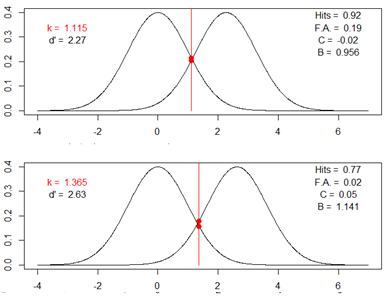 k = 1.115
d' = 2.27
Hits = 0.92
F.A. = 0.19
C = -0.02
B = 0.956
0.4
0.3
0.2
0.1
0.0
-4 -2 0 2 4 6
k = 1.365
d' = 2.63
Hits = 0.77
F.A. = 0.02
C = 0.05
B = 1.141
0.4
0.3
0.2
0.1
0.0
-4 -2 0 2 4 6